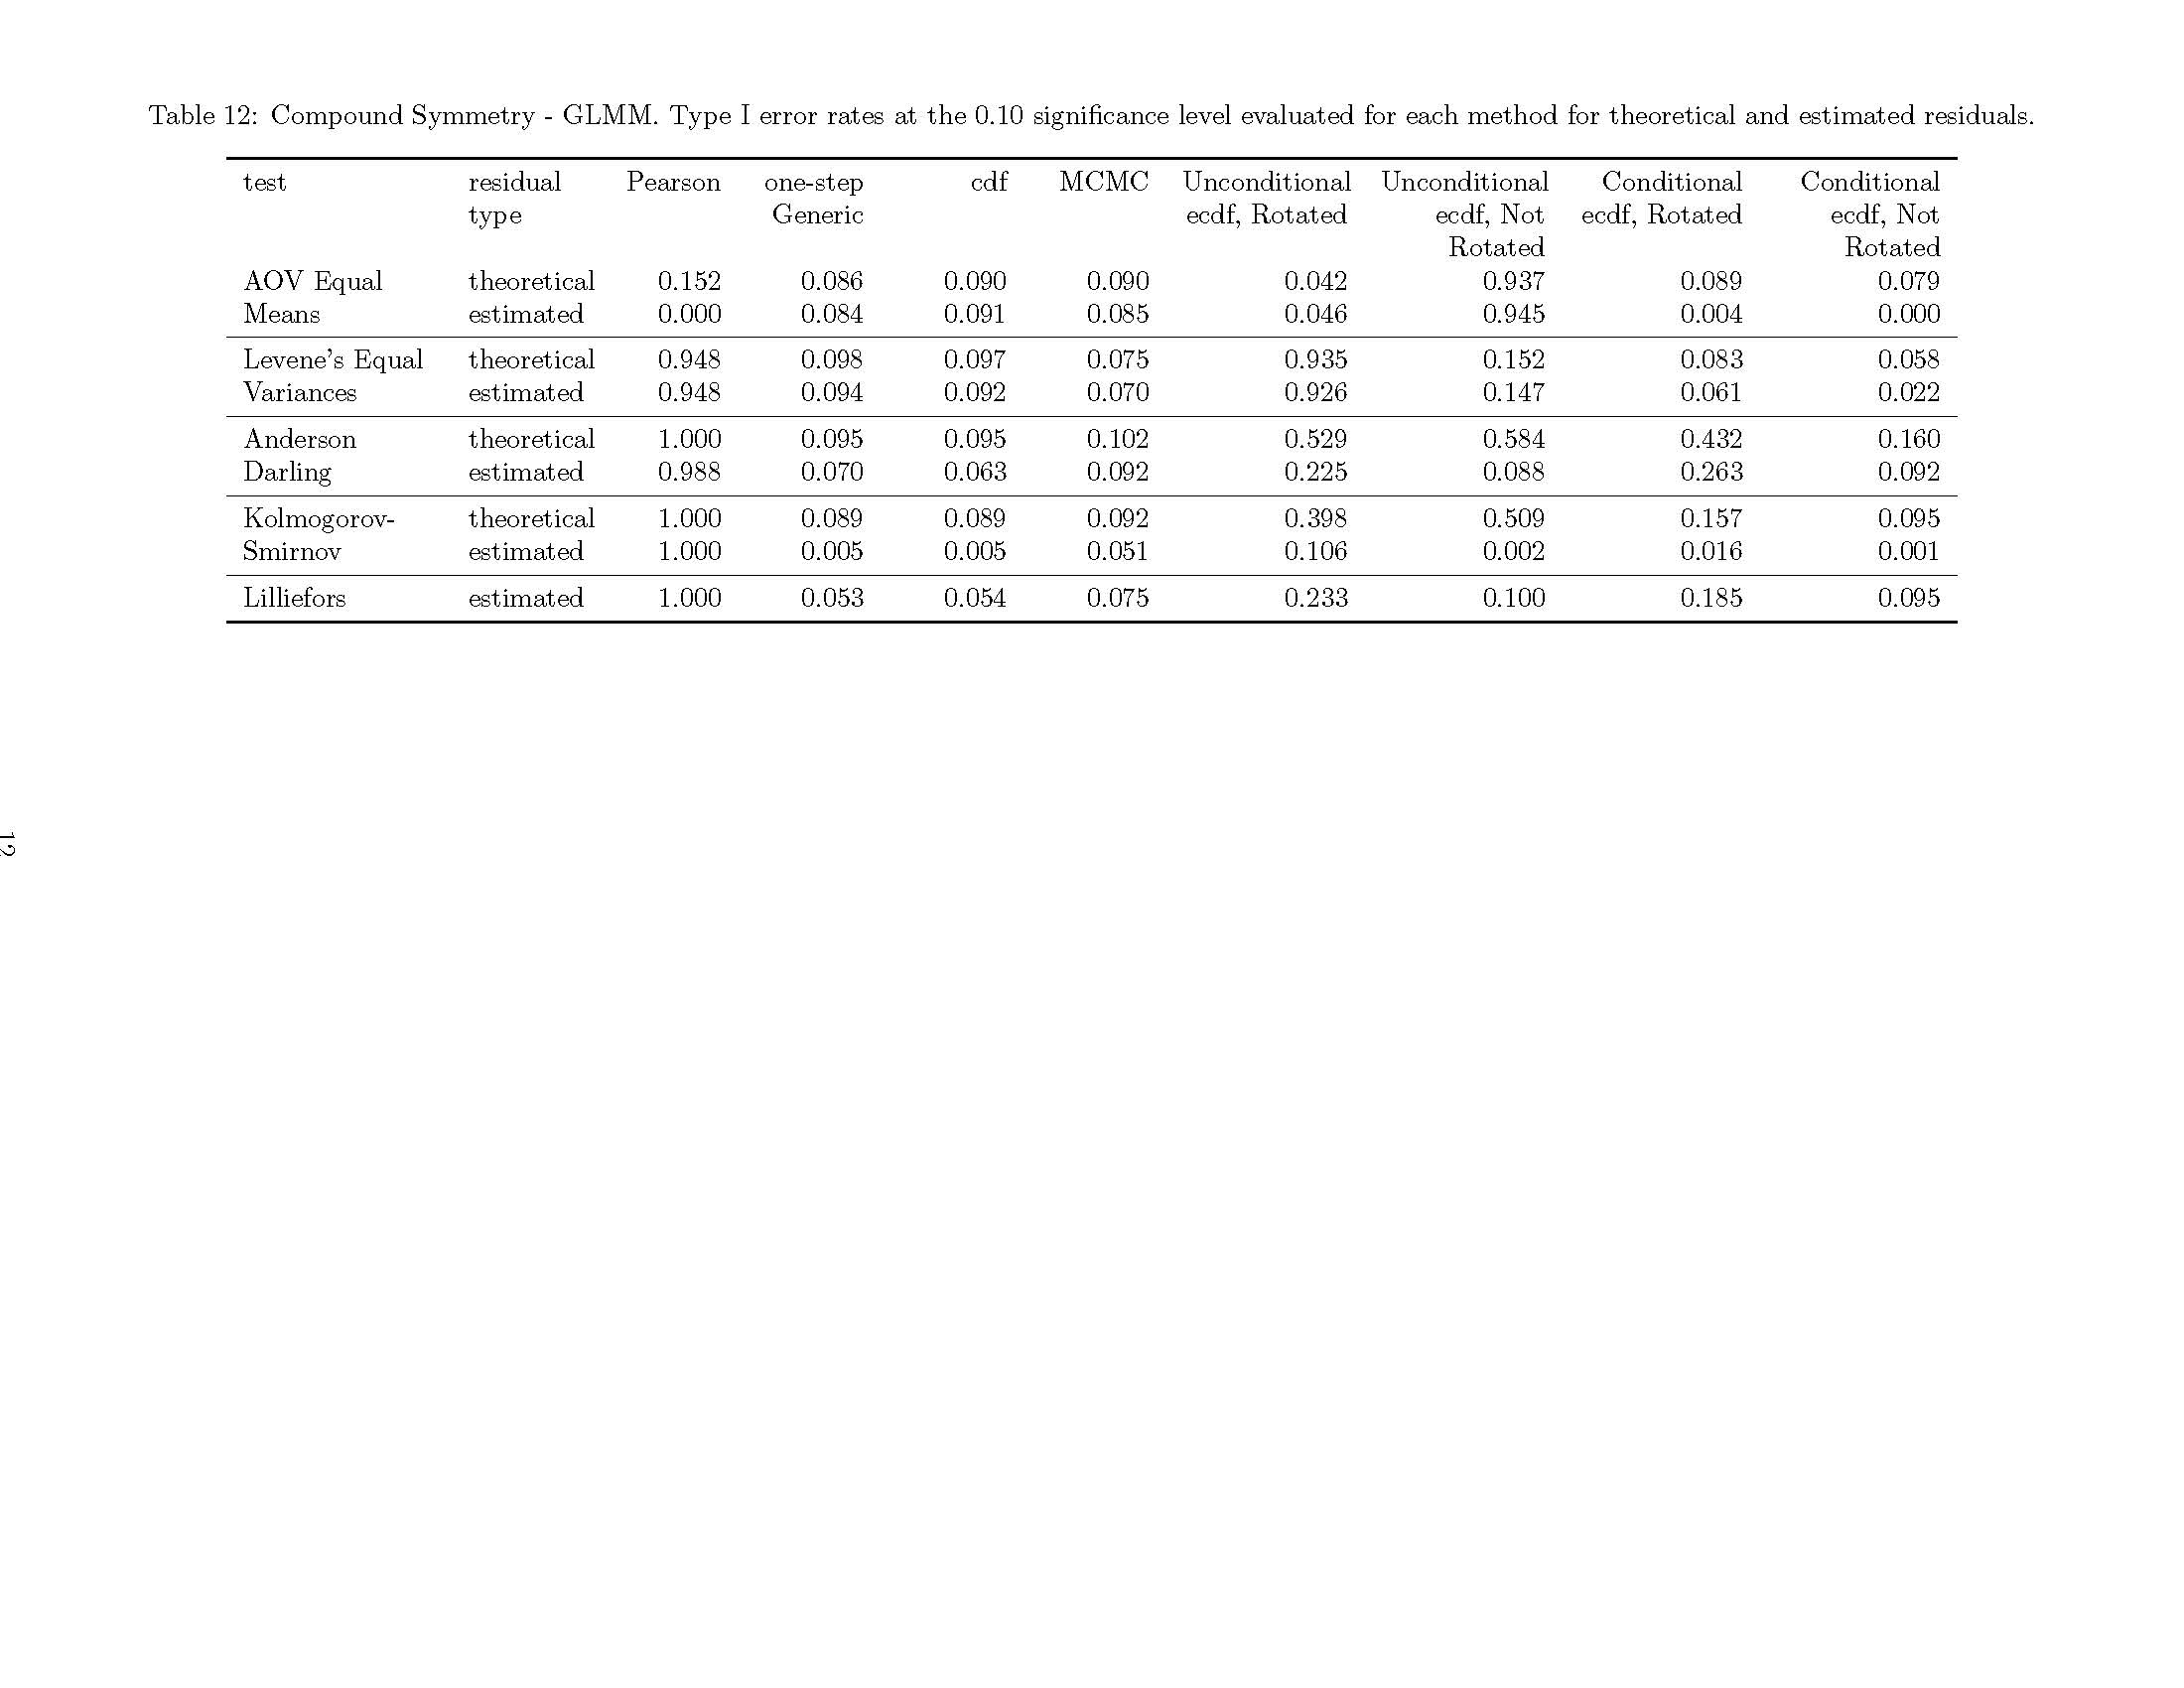 Table 12: Compound Symmetry - GLMM. Type I error rates at the 0.10 significance level evaluated for each method for theoretical and estimated residuals.
test residual Pearson one-step cdf MCMC Unconditional Unconditional Conditional Conditional
type Generic ecdf, Rotated ecdf, Not ecdf, Rotated ecdf, Not
Rotated Rotated
AOV Equal theoretical 0.152 0.086 0.090 0.090 0.042 0.937 0.089 0.079
Means estimated 0.000 0.084 0.091 0.085 0.046 0.945 0.004 0.000
Levene's Equal theoretical 0.948 0.098 0.097 0.075 0.935 0.152 0.083 0.058
Variances estimated 0.948 0.094 0.092 0.070 0.926 0.147 0.061 0.022
Anderson theoretical 1.000 0.095 0.095 0.102 0.529 0.584 0.432 0.160
Darling estimated 0.988 0.070 0.063 0.092 0.225 0.088 0.263 0.092
Kolmogorov- theoretical 1.000 0.089 0.089 0.092 0.398 0.509 0.157 0.095
Smirnov estimated 1.000 0.005 0.005 0.051 0.106 0.002 0.016 0.001
Lilliefors estimated 1.000 0.053 0.054 0.075 0.233 0.100 0.185 0.095
12